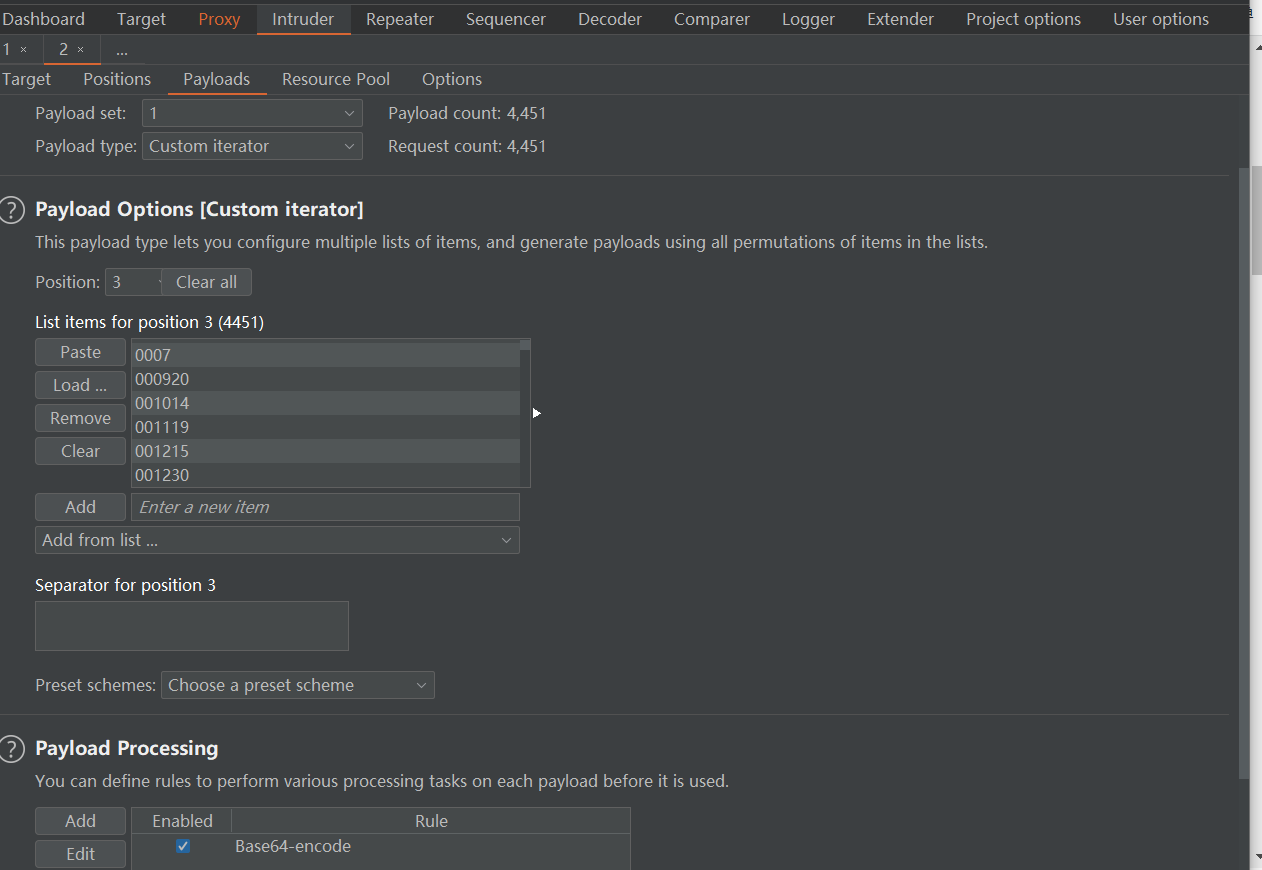 Dashboard Target Proxy Intruder Repeater Sequencer Decoder Comparer Logger Extender Project options User options
1 × 2 × ...
Target Positions Payloads Resource Pool Options
Payload set: 1 Payload count: 4,451
Payload type: Custom iterator Request count: 4,451
? Payload Options [Custom iterator]
This payload type lets you configure multiple lists of items, and generate payloads using all permutations of items in the lists.
Position: 3 Clear all
List items for position 3 (4451)
Paste 0007
Load ... 000920
001014
Remove 001119
Clear 001215
001230
Add Enter a new item
Add from list ...
Separator for position 3
Preset schemes: Choose a preset scheme
? Payload Processing
You can define rules to perform various processing tasks on each payload before it is used.
Add Enabled Rule
Edit Base64-encode